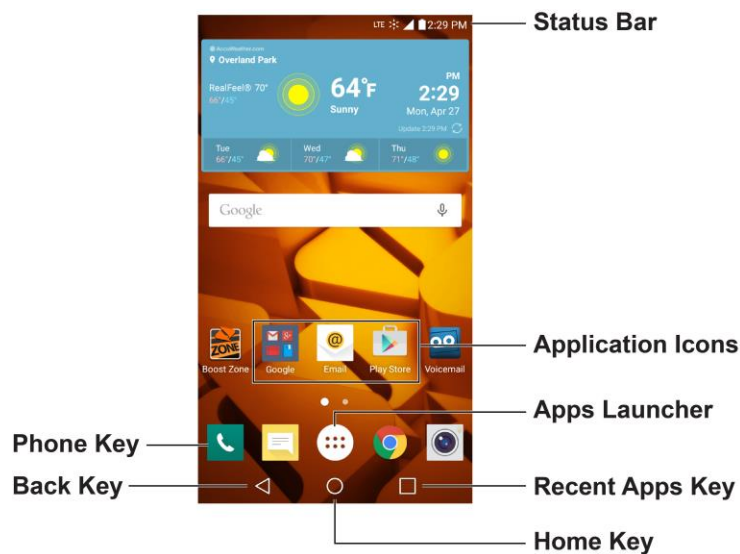 LTE 2:29 PM
Status Bar
AccuWeather.com
Overland Park
RealFeel® 70°
66°/45°
64°F
Sunny
PM
2:29
Mon, Apr 27
Update 2:29 PM
Tue
66°/45°
Wed
70°/47°
Thu
71°/48°
Google
ZONE
@
Application Icons
Boost Zone
Google
Email
Play Store
Voicemail
Apps Launcher
Phone Key
Back Key
Recent Apps Key
Home Key